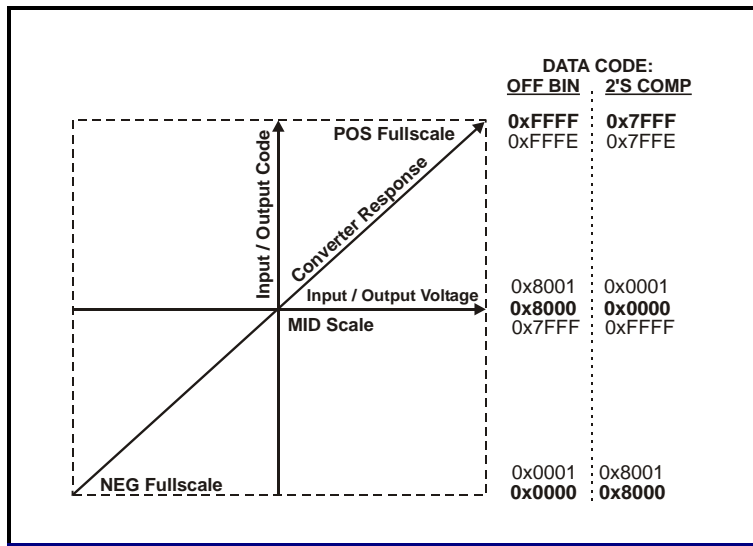 DATA CODE:
OFF BIN 2'S COMP
0xFFFF 0x7FFF
0xFFFE 0x7FFE
POS Fullscale
Input / Output Code
Converter Response
Input / Output Voltage
0x8001 0x0001
0x8000 0x0000
0x7FFF 0xFFFF
MID Scale
NEG Fullscale
0x0001 0x8001
0x0000 0x8000